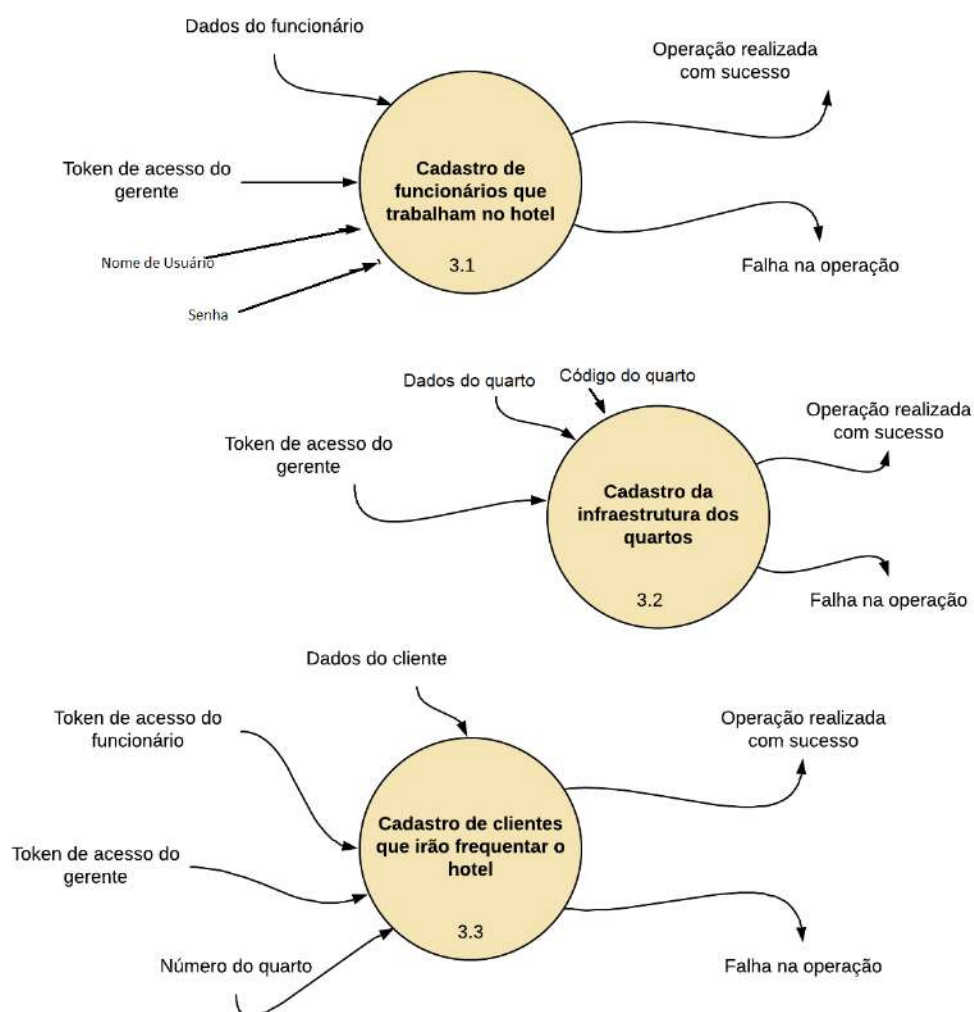 Dados do funcionário
Operação realizada
com sucesso
Token de acesso do
gerente
Cadastro de
funcionários que
trabalham no hotel
3.1
Nome de Usuário
Senha
Falha na operação
Dados do quarto
Código do quarto
Operação realizada
com sucesso
Token de acesso do
gerente
Cadastro da
infraestrutura dos
quartos
3.2
Falha na operação
Dados do cliente
Token de acesso do
funcionário
Operação realizada
com sucesso
Token de acesso do
gerente
Cadastro de clientes
que irão frequentar o
hotel
3.3
Número do quarto
Falha na operação